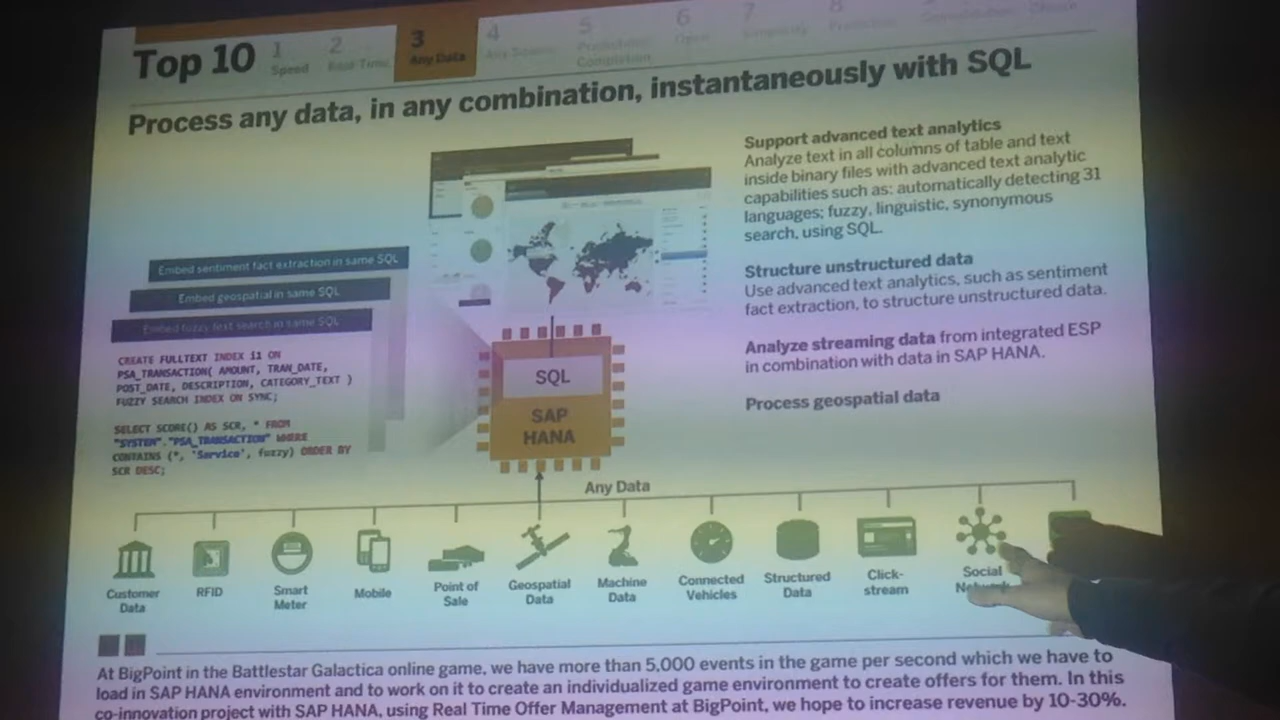 Top 10
1
Speed
2
Real Time
3
Any Data
4
Any Source
5
6
Open
7
Simplicity
8
Process any data, in any combination, instantaneously with SQL
Support advanced text analytics
Analyze text in all columns of table and text
inside binary files with advanced text analytic
capabilities such as: automatically detecting 31
languages; fuzzy, linguistic, synonymous
search, using SQL.
Structure unstructured data
Use advanced text analytics, such as sentiment
fact extraction, to structure unstructured data.
Analyze streaming data from integrated ESP
in combination with data in SAP HANA.
Process geospatial data
Embed sentiment fact extraction in same SQL
Embed geospatial in same SQL
Embed fuzzy text search in same SQL
CREATE FULLTEXT INDEX i1 ON
PSA_TRANSACTION( AMOUNT, TRAN_DATE,
POST_DATE, DESCRIPTION, CATEGORY_TEXT )
FUZZY SEARCH INDEX ON SYNC;
SELECT SCORE() AS SCR, * FROM
"SYSTEM"."PSA_TRANSACTION" WHERE
CONTAINS (*, 'Service', fuzzy) ORDER BY
SCR DESC;
SQL
SAP
HANA
Any Data
Customer
Data
RFID
Smart
Meter
Mobile
Point of
Sale
Geospatial
Data
Machine
Data
Connected
Vehicles
Structured
Data
Click-
stream
Social
At BigPoint in the Battlestar Galactica online game, we have more than 5,000 events in the game per second which we have to
load in SAP HANA environment and to work on it to create an individualized game environment to create offers for them. In this
co-innovation project with SAP HANA, using Real Time Offer Management at BigPoint, we hope to increase revenue by 10-30%.